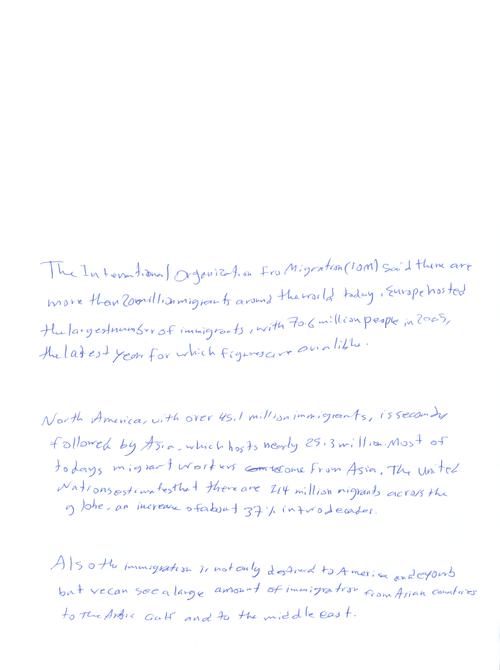 The International Organization fro Migration (IOM) said there are
more than 200 million migrants around the world today. Europe hosted
the largest number of immigrants, with 70.6 million people in 2005,
the latest year for which figures are avialible.
North America, with over 45.1 million immigrants, is secondy
followed by Asia, which hosts nearly 25.3 million. Most of
todays migrant workers come from Asia. The United
Nations estimates that there are 214 million migrants across the
globe, an increase of about 37% in two decades.
Also the immigration is not only destined to America and
but we can see a large amount of immigration from Asian countries
to The Arabic Gulf and to the middle east.